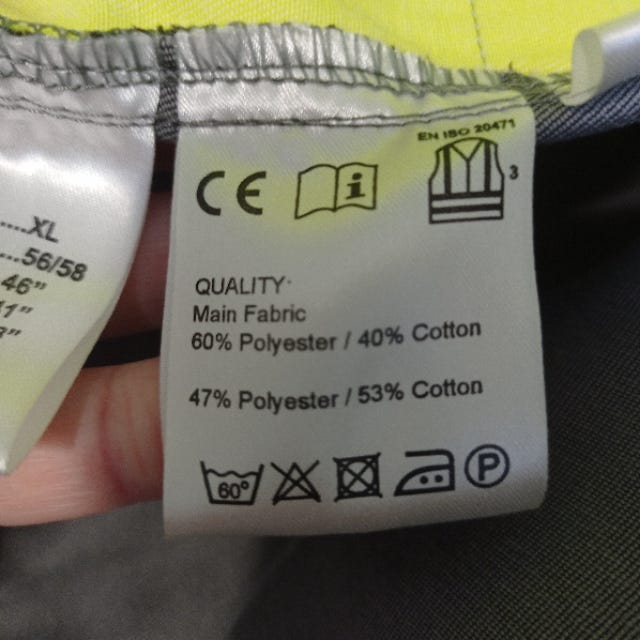 .....XL
...56/58
46"
EN ISO 20471
CE
i
3
QUALITY:
Main Fabric
60% Polyester / 40% Cotton
47% Polyester / 53% Cotton
60°
P